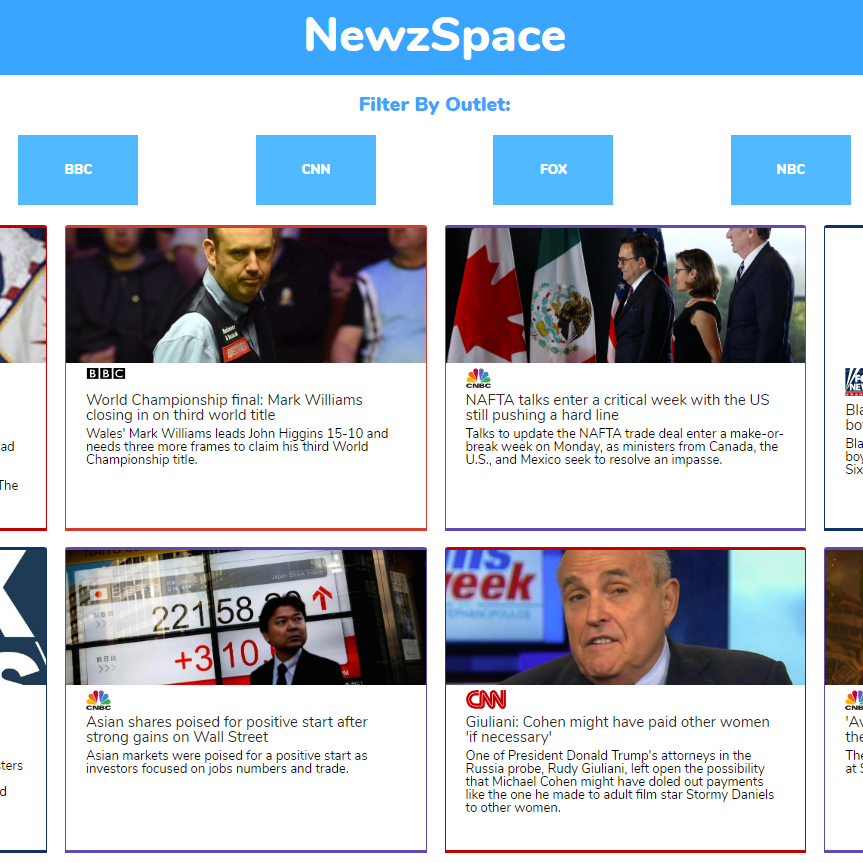 NewzSpace
Filter By Outlet:
BBC
CNN
FOX
NBC
ad
The
BBC
World Championship final: Mark Williams
closing in on third world title
Wales' Mark Williams leads John Higgins 15-10 and
needs three more frames to claim his third World
Championship title.
CNBC
NAFTA talks enter a critical week with the US
still pushing a hard line
Talks to update the NAFTA trade deal enter a make-or-
break week on Monday, as ministers from Canada, the
U.S., and Mexico seek to resolve an impasse.
Bla
Bla
boy
Six
sters
d
221 58
+3 10
CNBC
Asian shares poised for positive start after
strong gains on Wall Street
Asian markets were poised for a positive start as
investors focused on jobs numbers and trade.
week
CNN
Giuliani: Cohen might have paid other women
'if necessary'
One of President Donald Trump's attorneys in the
Russia probe, Rudy Giuliani, left open the possibility
that Michael Cohen might have doled out payments
like the one he made to adult film star Stormy Daniels
to other women.
'Av
the
The
at S